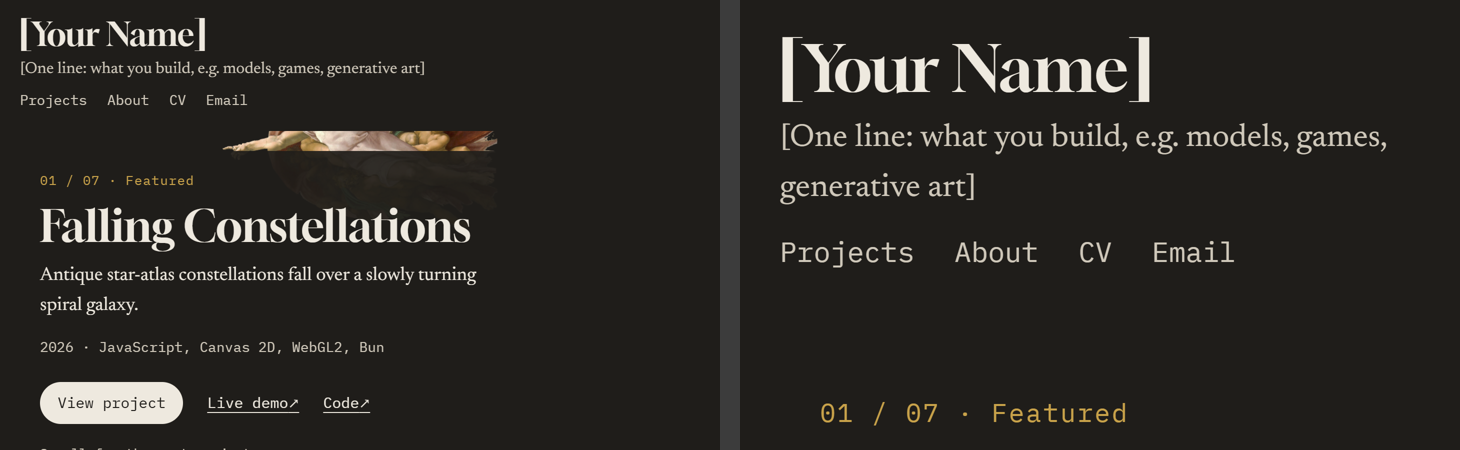 [Your Name]
[One line: what you build, e.g. models, games, generative art]
Projects About CV Email
01 / 07 · Featured
Falling Constellations
Antique star-atlas constellations fall over a slowly turning
spiral galaxy.
2026 · JavaScript, Canvas 2D, WebGL2, Bun
View project Live demo↗ Code↗
[Your Name]
[One line: what you build, e.g. models, games,
generative art]
Projects About CV Email
01 / 07 · Featured